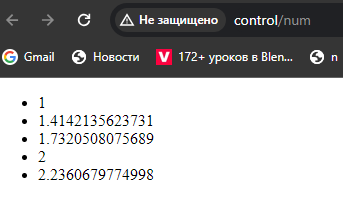 Не защищено control/num
Gmail Новости 172+ уроков в Blen... n
1
1.4142135623731
1.7320508075689
2
2.2360679774998